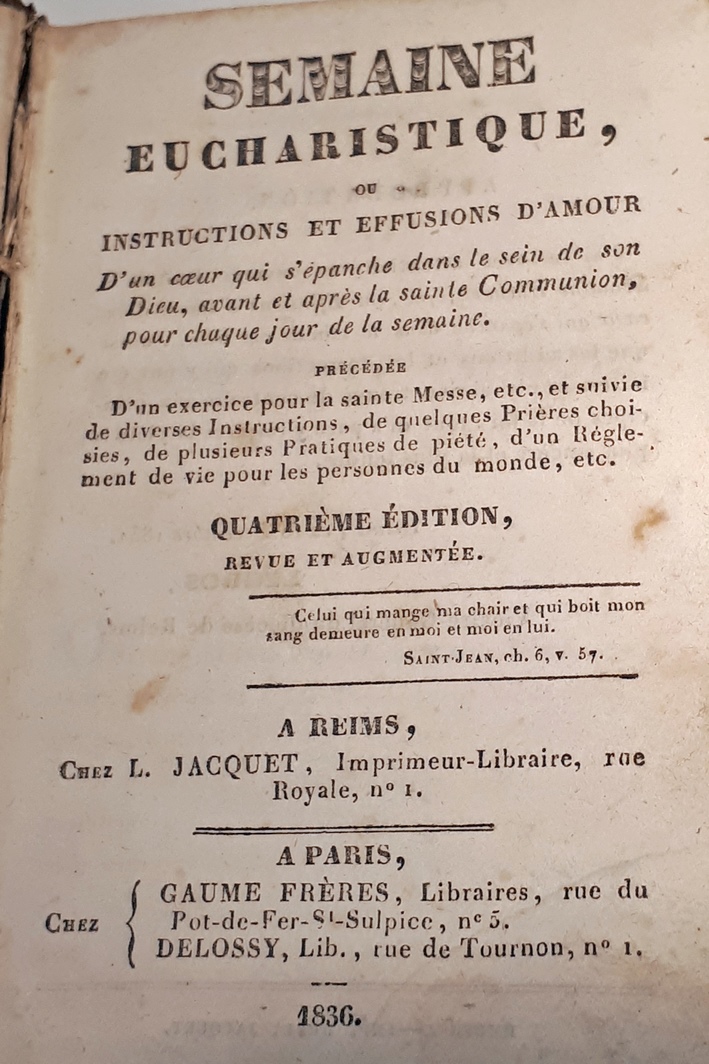 SEMAINE
EUCHARISTIQUE,
OU
INSTRUCTIONS ET EFFUSIONS D'AMOUR
D'un cœur qui s'épanche dans le sein de son
Dieu, avant et après la sainte Communion,
pour chaque jour de la semaine.
PRÉCÉDÉE
D'un exercice pour la sainte Messe, etc., et suivie
de diverses Instructions, de quelques Prières choi-
sies, de plusieurs Pratiques de piété, d'un Régle-
ment de vie pour les personnes du monde, etc.
QUATRIÈME ÉDITION,
REVUE ET AUGMENTÉE.
Celui qui mange ma chair et qui boit mon
sang demeure en moi et moi en lui.
SAINT-JEAN, ch. 6, v. 57.
A REIMS,
CHEZ L. JACQUET, Imprimeur-Libraire, rue
Royale, nº 1.
A PARIS,
GAUME FRÈRES, Libraires, rue du
CHEZ Pot-de-Fer-St-Sulpice, nº 5.
DELOSSY, Lib., rue de Tournon, nº 1.
1836.